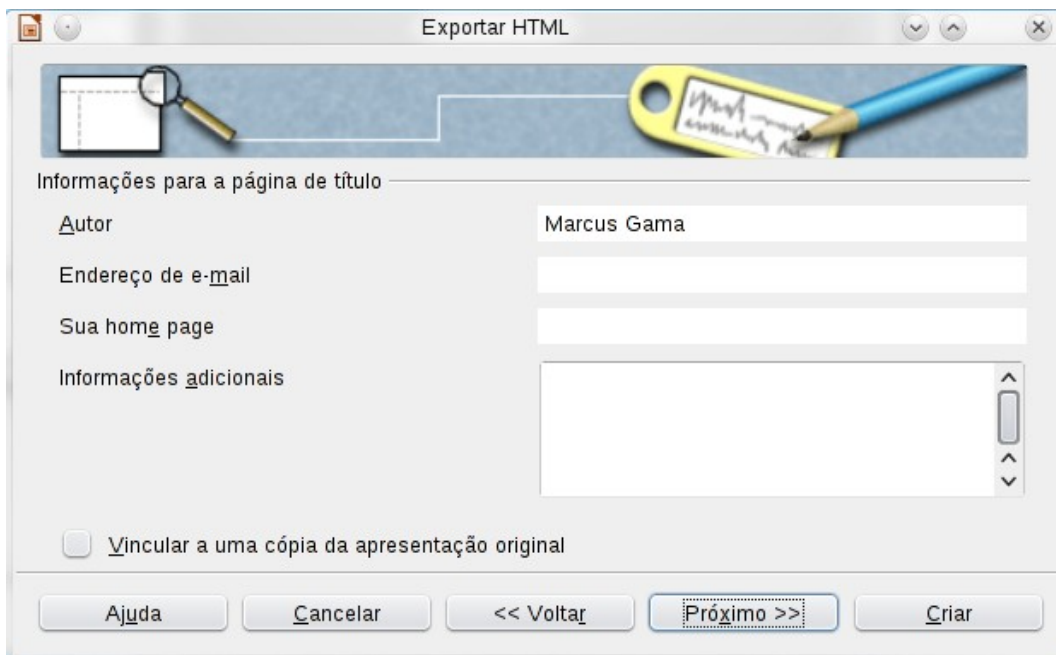 Exportar HTML
Informações para a página de título
Autor
Marcus Gama
Endereço de e-mail
Sua home page
Informações adicionais
Vincular a uma cópia da apresentação original
Ajuda
Cancelar
<< Voltar
Próximo >>
Criar